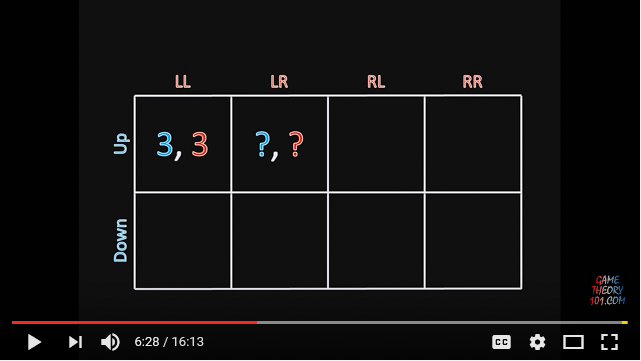 LL LR RL RR
Up 3, 3 ?, ?
Down
GAME
THEORY
101.COM
6:28 / 16:13
CC